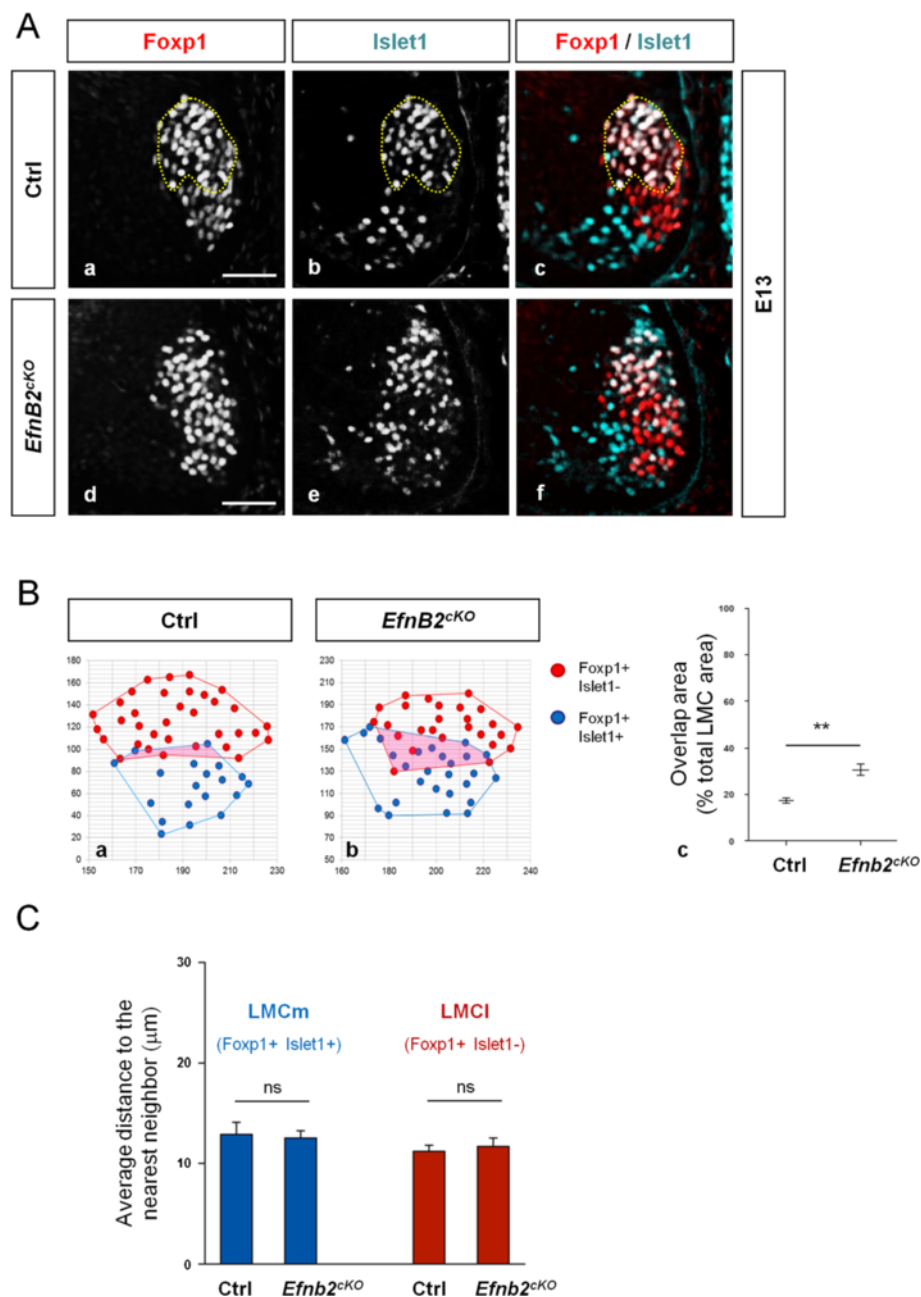 A
Foxp1
Islet1
Foxp1 / Islet1
Ctrl
a
b
c
EfnB2cKO
d
e
f
E13
B
Ctrl
EfnB2cKO
180
160
140
120
100
80
60
40
20
0
150 160 170 180 190 200 210 220 230
a
230
210
190
170
150
130
110
90
70
50
160 180 200 220 240
b
Foxp1+
Islet1-
Foxp1+
Islet1+
Overlap area
(% total LMC area)
100
80
60
40
20
0
**
Ctrl Efnb2cKO
c
C
Average distance to the
nearest neighbor (μm)
30
20
10
0
LMCm
(Foxp1+ Islet1+)
ns
LMCl
(Foxp1+ Islet1-)
ns
Ctrl Efnb2cKO Ctrl Efnb2cKO